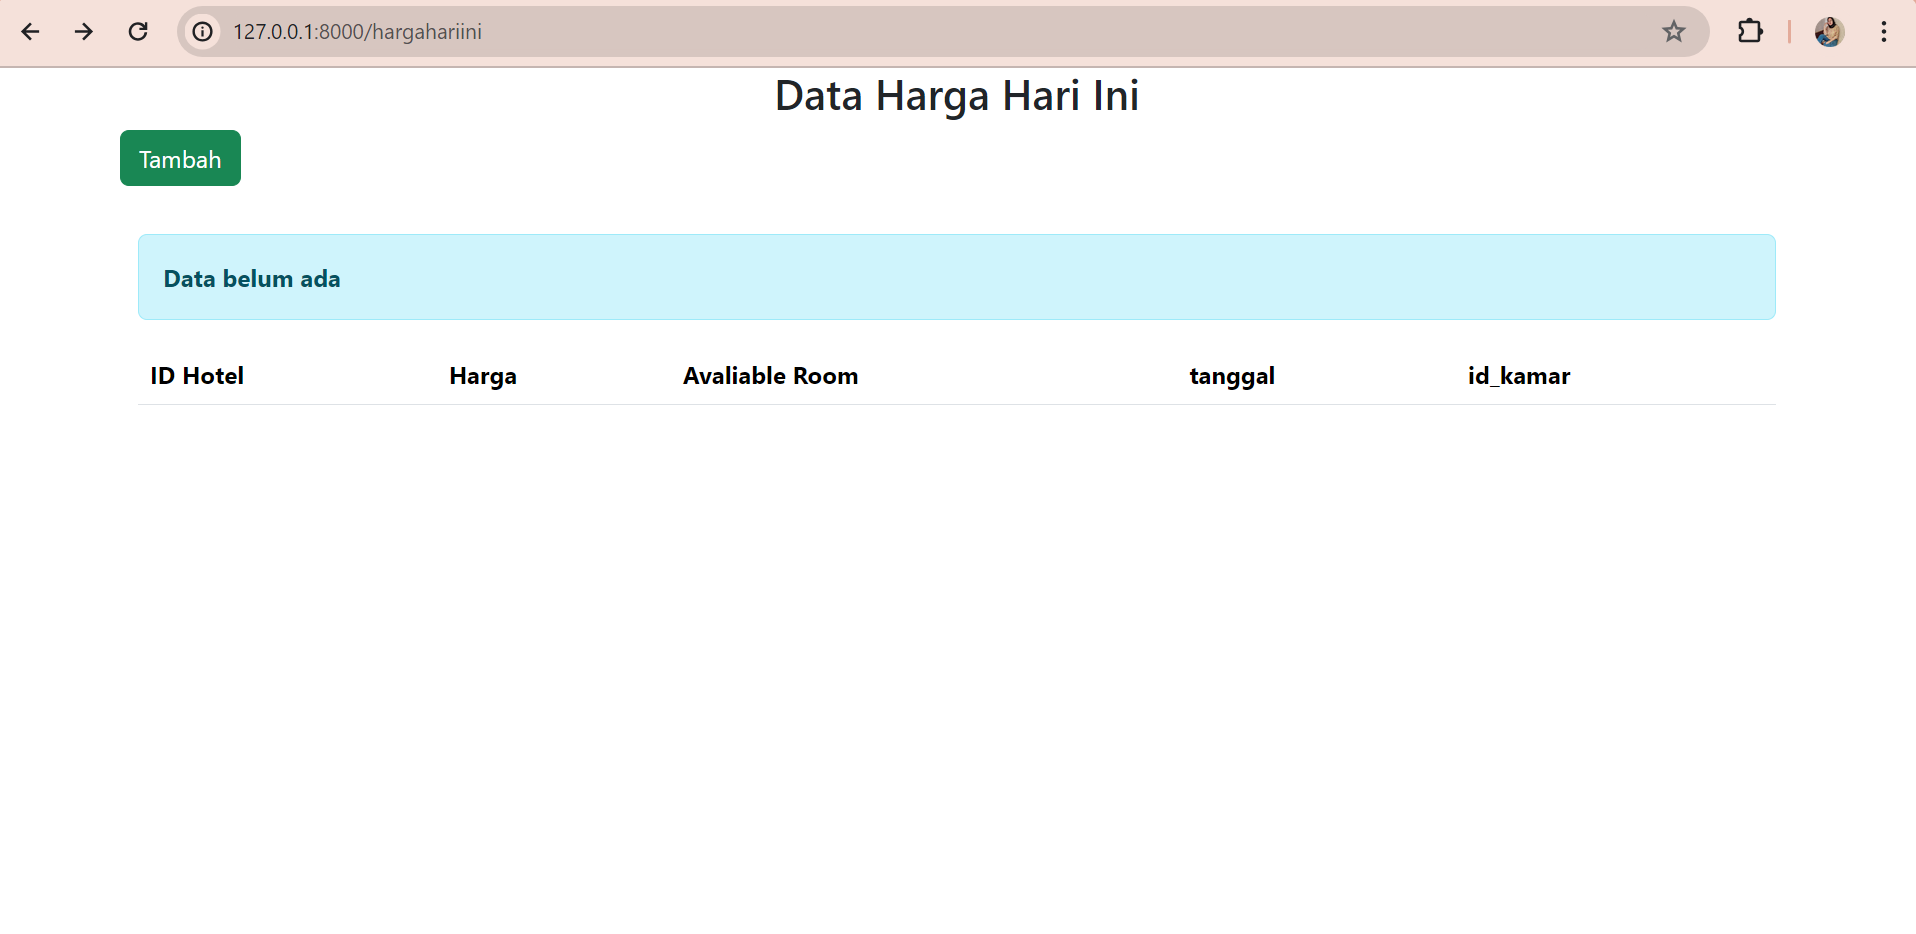 127.0.0.1:8000/hargahariini
Data Harga Hari Ini
Tambah
Data belum ada
ID Hotel Harga Avaliable Room tanggal id_kamar